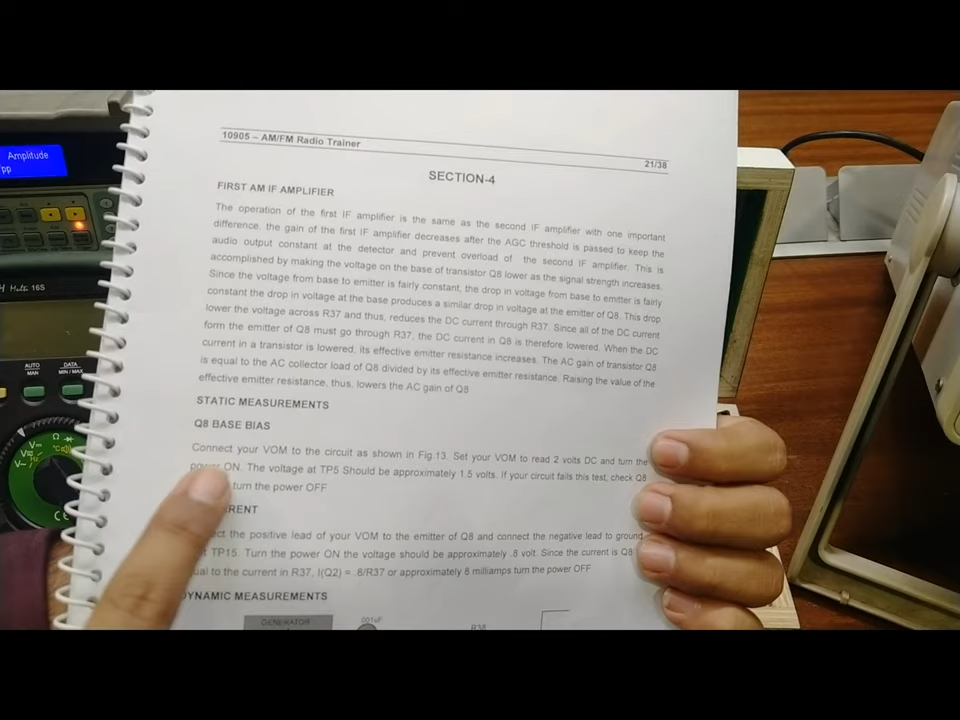 10905 – AM/FM Radio Trainer
21/38
SECTION-4
FIRST AM IF AMPLIFIER
The operation of the first IF amplifier is the same as the second IF amplifier with one important
difference. the gain of the first IF amplifier decreases after the AGC threshold is passed to keep the
audio output constant at the detector and prevent overload of the second IF amplifier. This is
accomplished by making the voltage on the base of transistor Q8 lower as the signal strength increases.
Since the voltage from base to emitter is fairly constant, the drop in voltage from base to emitter is fairly
constant the drop in voltage at the base produces a similar drop in voltage at the emitter of Q8. This drop
lower the voltage across R37 and thus, reduces the DC current through R37. Since all of the DC current
form the emitter of Q8 must go through R37, the DC current in Q8 is therefore lowered. When the DC
current in a transistor is lowered, its effective emitter resistance increases. The AC gain of transistor Q8
is equal to the AC collector load of Q8 divided by its effective emitter resistance. Raising the value of the
effective emitter resistance, thus, lowers the AC gain of Q8
STATIC MEASUREMENTS
Q8 BASE BIAS
Connect your VOM to the circuit as shown in Fig.13. Set your VOM to read 2 volts DC and turn the
power ON. The voltage at TP5 Should be approximately 1.5 volts. if your circuit fails this test, check Q8
turn the power OFF
RENT
ct the positive lead of your VOM to the emitter of Q8 and connect the negative lead to ground
t TP15. Turn the power ON the voltage should be approximately .8 volt. Since the current is Q8
ual to the current in R37, I(Q2) = .8/R37 or approximately 8 milliamps turn the power OFF
DYNAMIC MEASUREMENTS
GENERATOR
.001uF
R38
Amplitude
pp
16S
AUTO
MAN
DATA
MIN / MAX
Ω
V
Hz
°C
V
CE